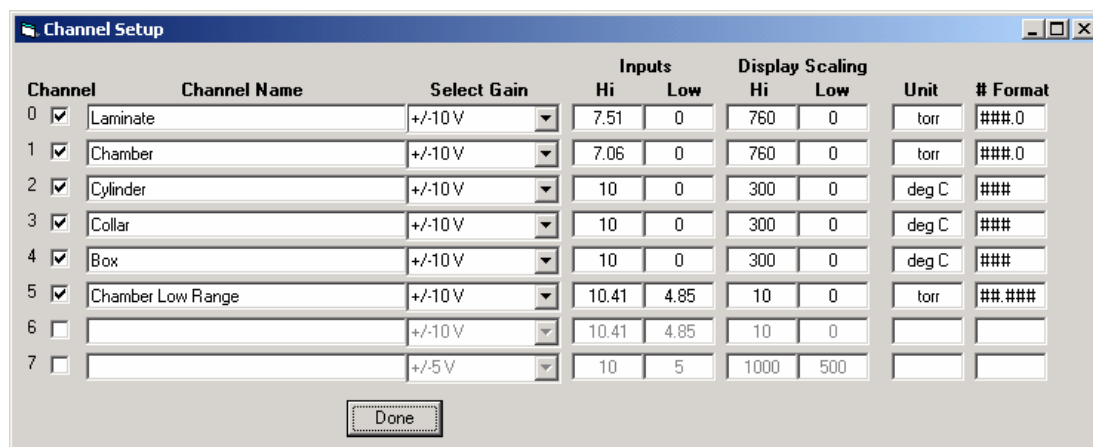 Channel Setup
Inputs Display Scaling
Channel Channel Name Select Gain Hi Low Hi Low Unit # Format
0 Laminate +/-10 V 7.51 0 760 0 torr ###.0
1 Chamber +/-10 V 7.06 0 760 0 torr ###.0
2 Cylinder +/-10 V 10 0 300 0 deg C ###
3 Collar +/-10 V 10 0 300 0 deg C ###
4 Box +/-10 V 10 0 300 0 deg C ###
5 Chamber Low Range +/-10 V 10.41 4.85 10 0 torr ##.###
6 +/-10 V 10.41 4.85 10 0
7 +/-5 V 10 5 1000 500
Done